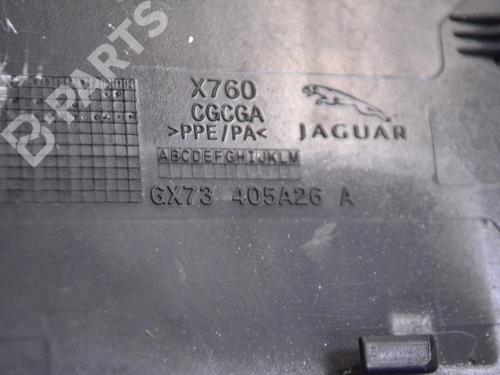 B-PARTS
X760
CGCGA
>PPE/PA<
JAGUAR
ABCDEFGHIJKLM
GX73 405A26 A